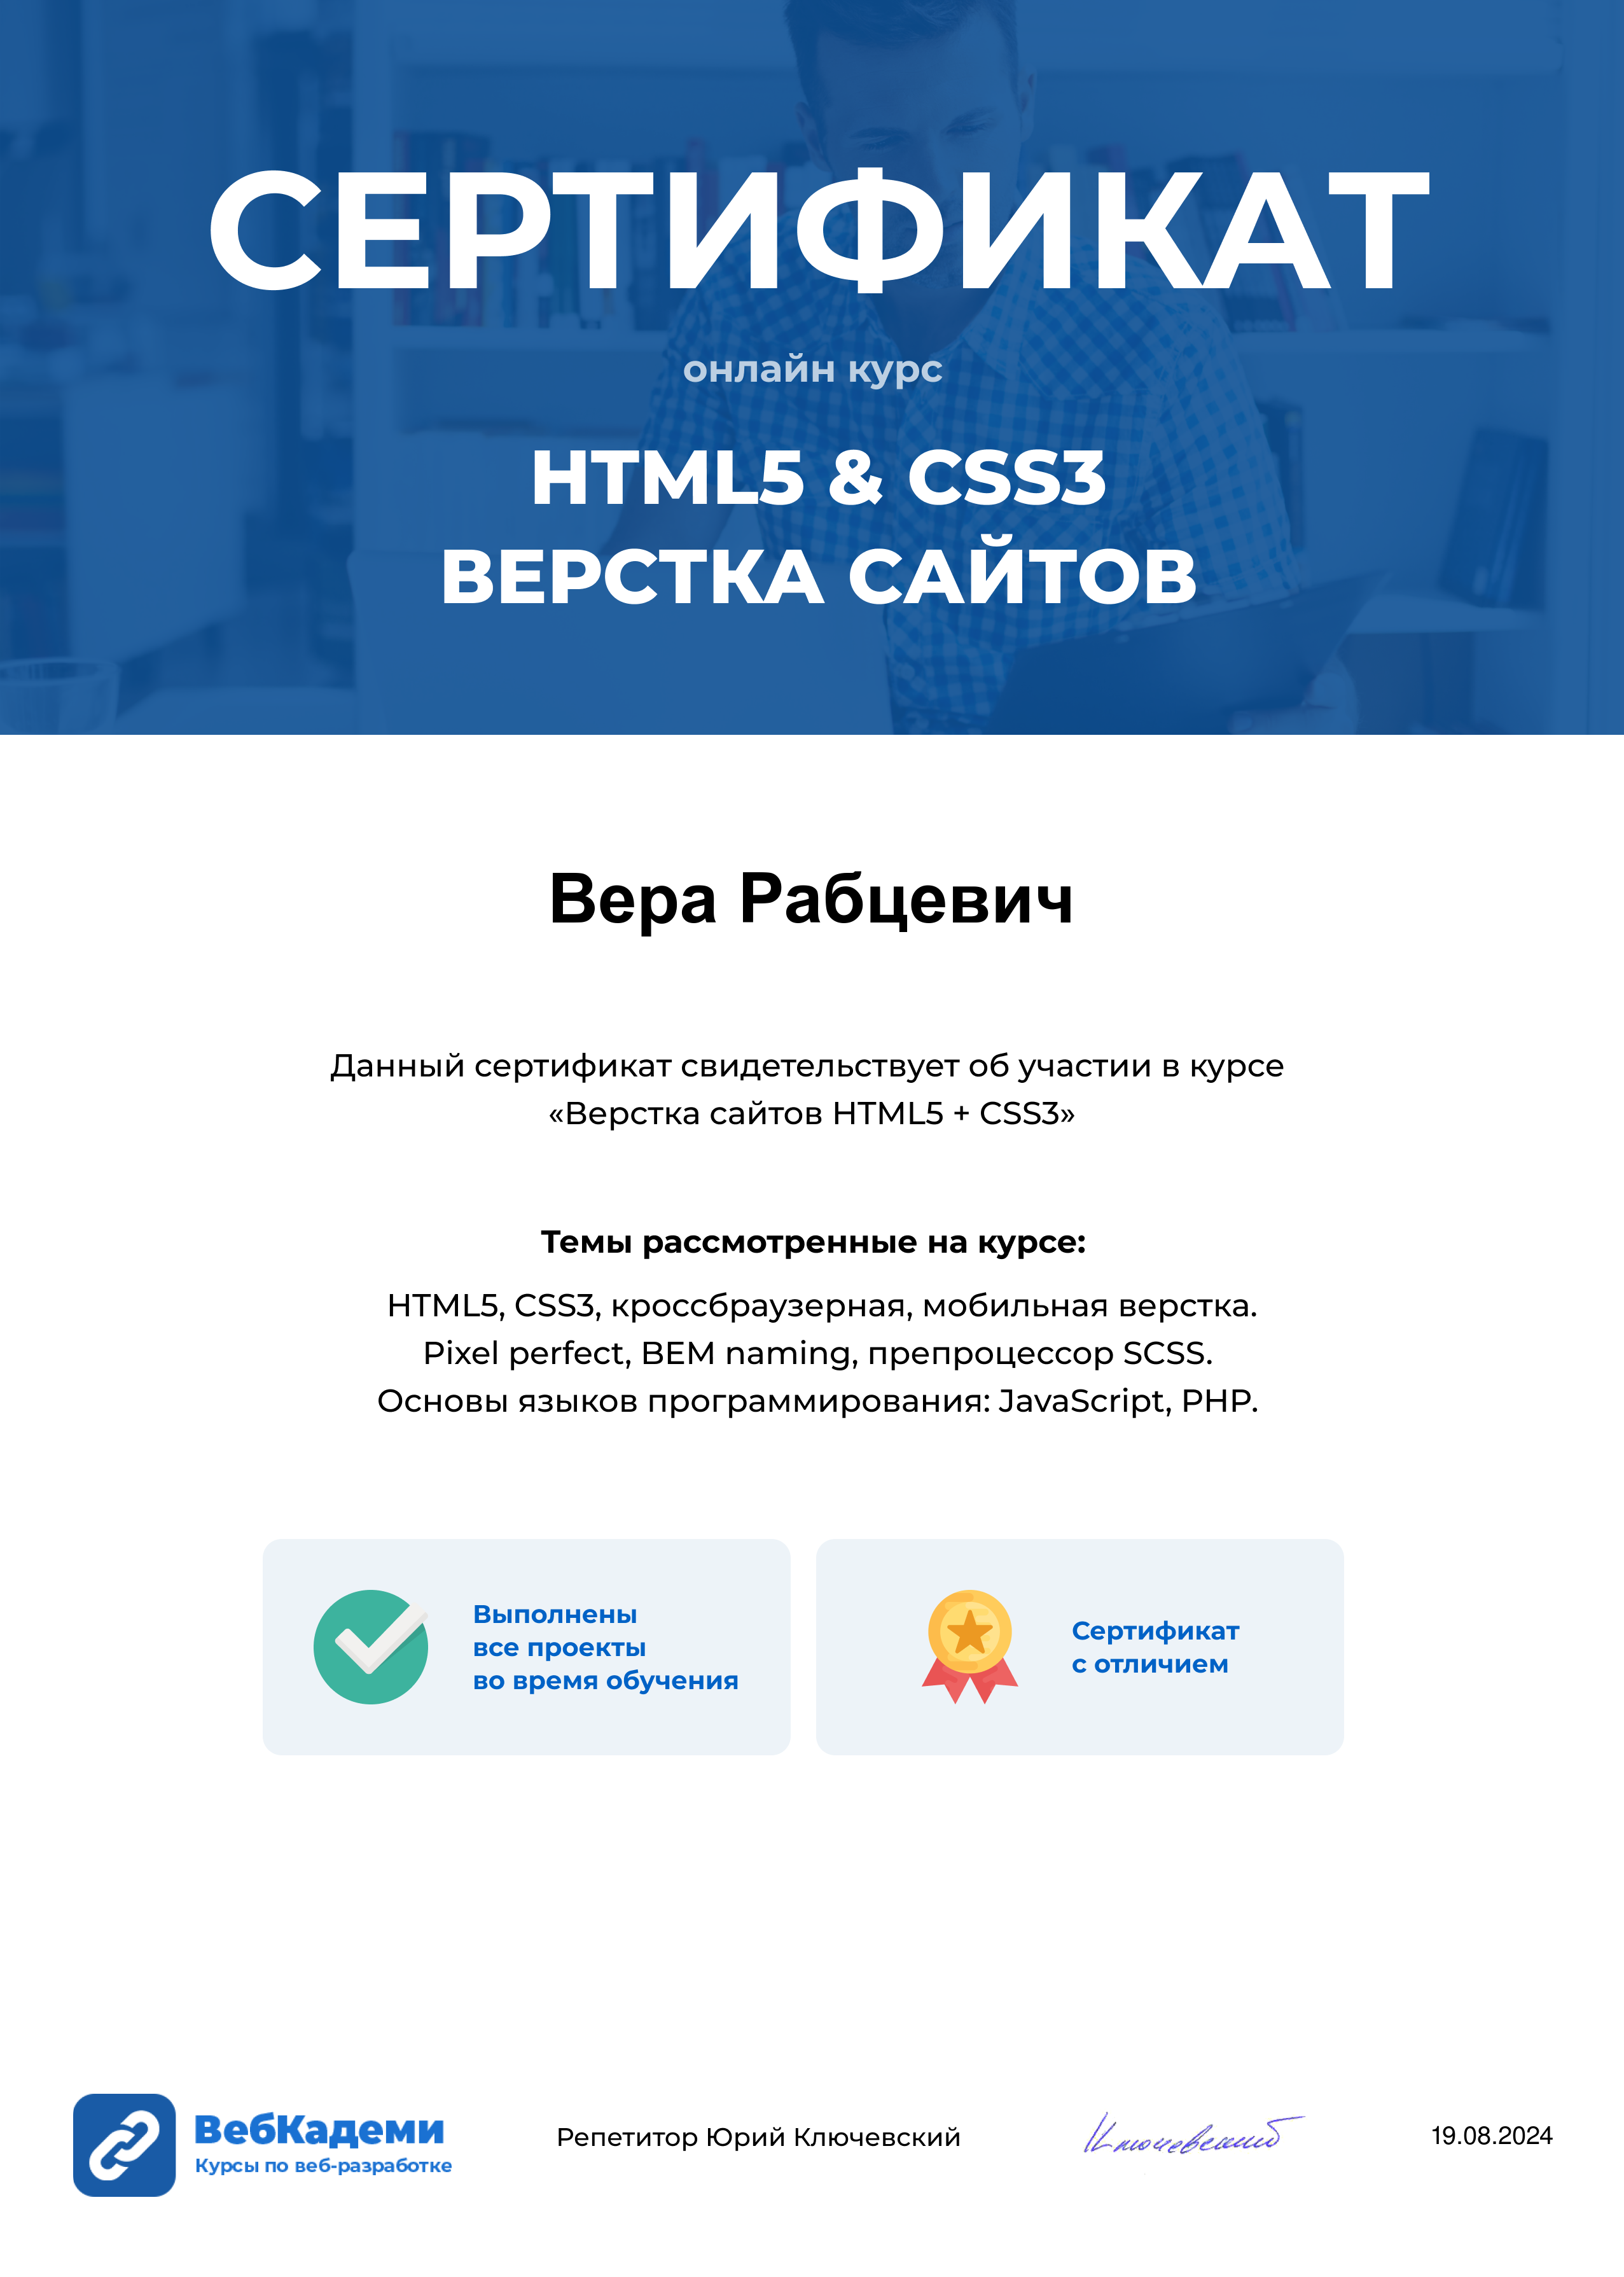 СЕРТИФИКАТ
онлайн курс
HTML5 & CSS3
ВЕРСТКА САЙТОВ
Вера Рабцевич
Данный сертификат свидетельствует об участии в курсе
«Верстка сайтов HTML5 + CSS3»
Темы рассмотренные на курсе:
HTML5, CSS3, кроссбраузерная, мобильная верстка.
Pixel perfect, BEM naming, препроцессор SCSS.
Основы языков программирования: JavaScript, PHP.
Выполнены
все проекты
во время обучения
Сертификат
с отличием
ВебКадеми
Курсы по веб-разработке
Репетитор Юрий Ключевский
Ключевский
19.08.2024